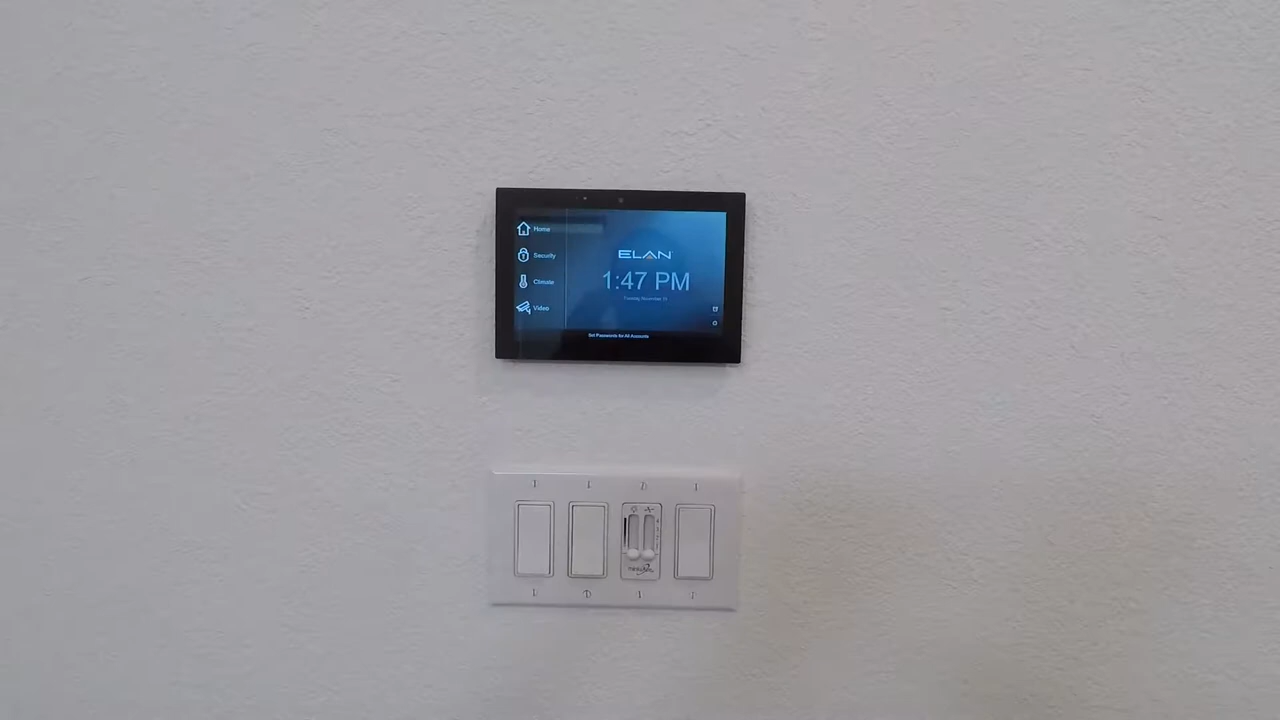 Home
Security
Climate
Video
ELAN
1:47 PM
Set Passwords for All Accounts